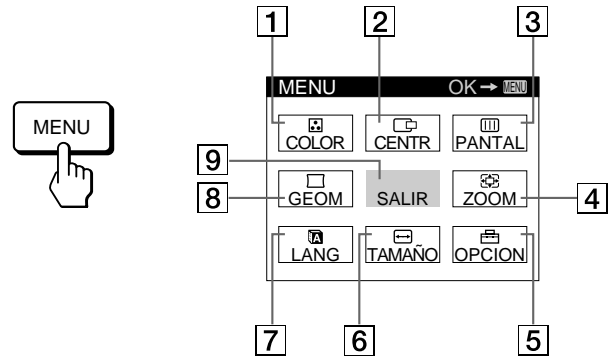 1 2 3
MENU OK → MENU
MENU
COLOR CENTR PANTAL
9
8 GEOM SALIR ZOOM 4
LANG TAMAÑO OPCION
7 6 5